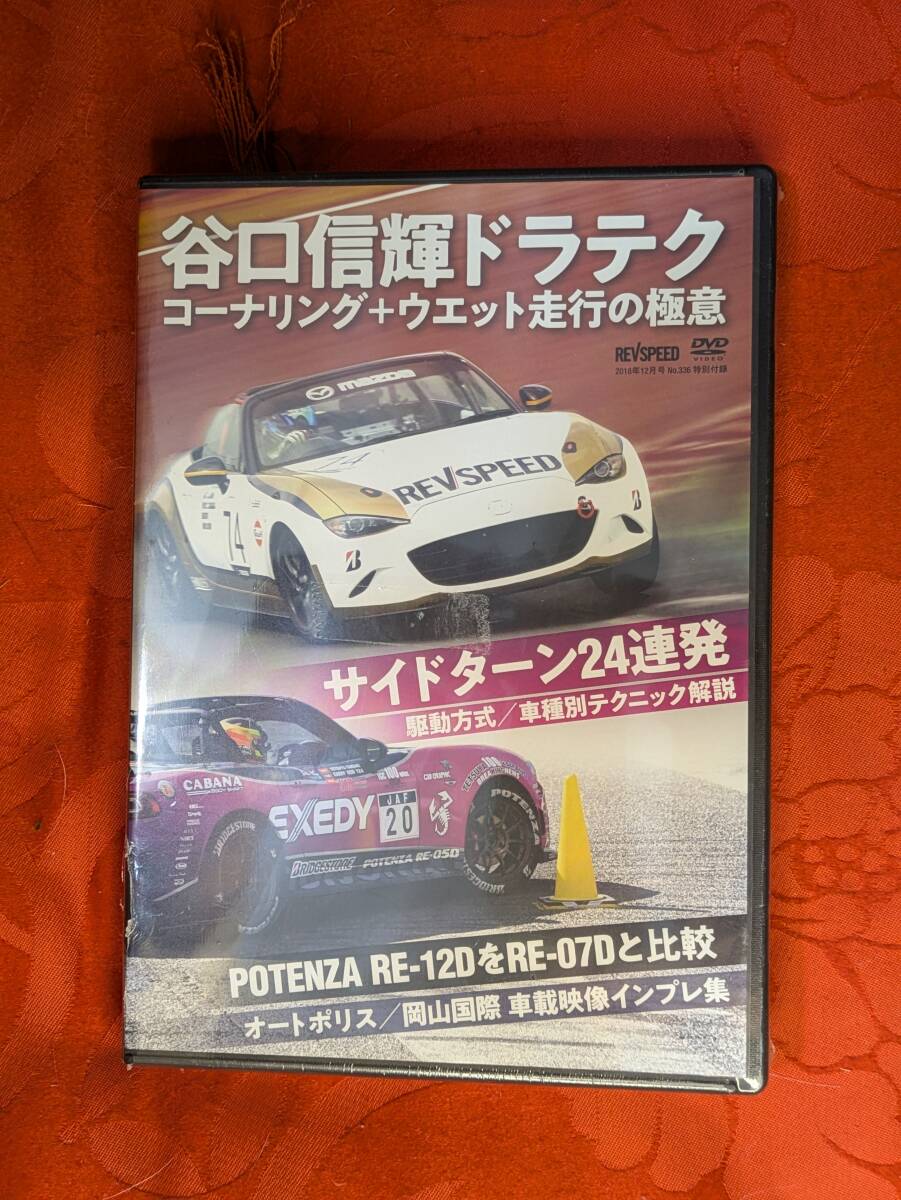 谷口信輝ドラテク
コーナリング+ウエット走行の極意
REVSPEED DVD VIDEO
2018年12月号 No.336 特別付録
mazda
74
REVSPEED
74
B
B
サイドターン24連発
駆動方式/車種別テクニック解説
CABANA
EXEDY
JAF
20
BRIDGESTONE POTENZA RE-05D
BRIDGESTONE
POTENZA
BRIDGESTONE
POTENZA RE-12DをRE-07Dと比較
オートポリス/岡山国際 車載映像インプレ集